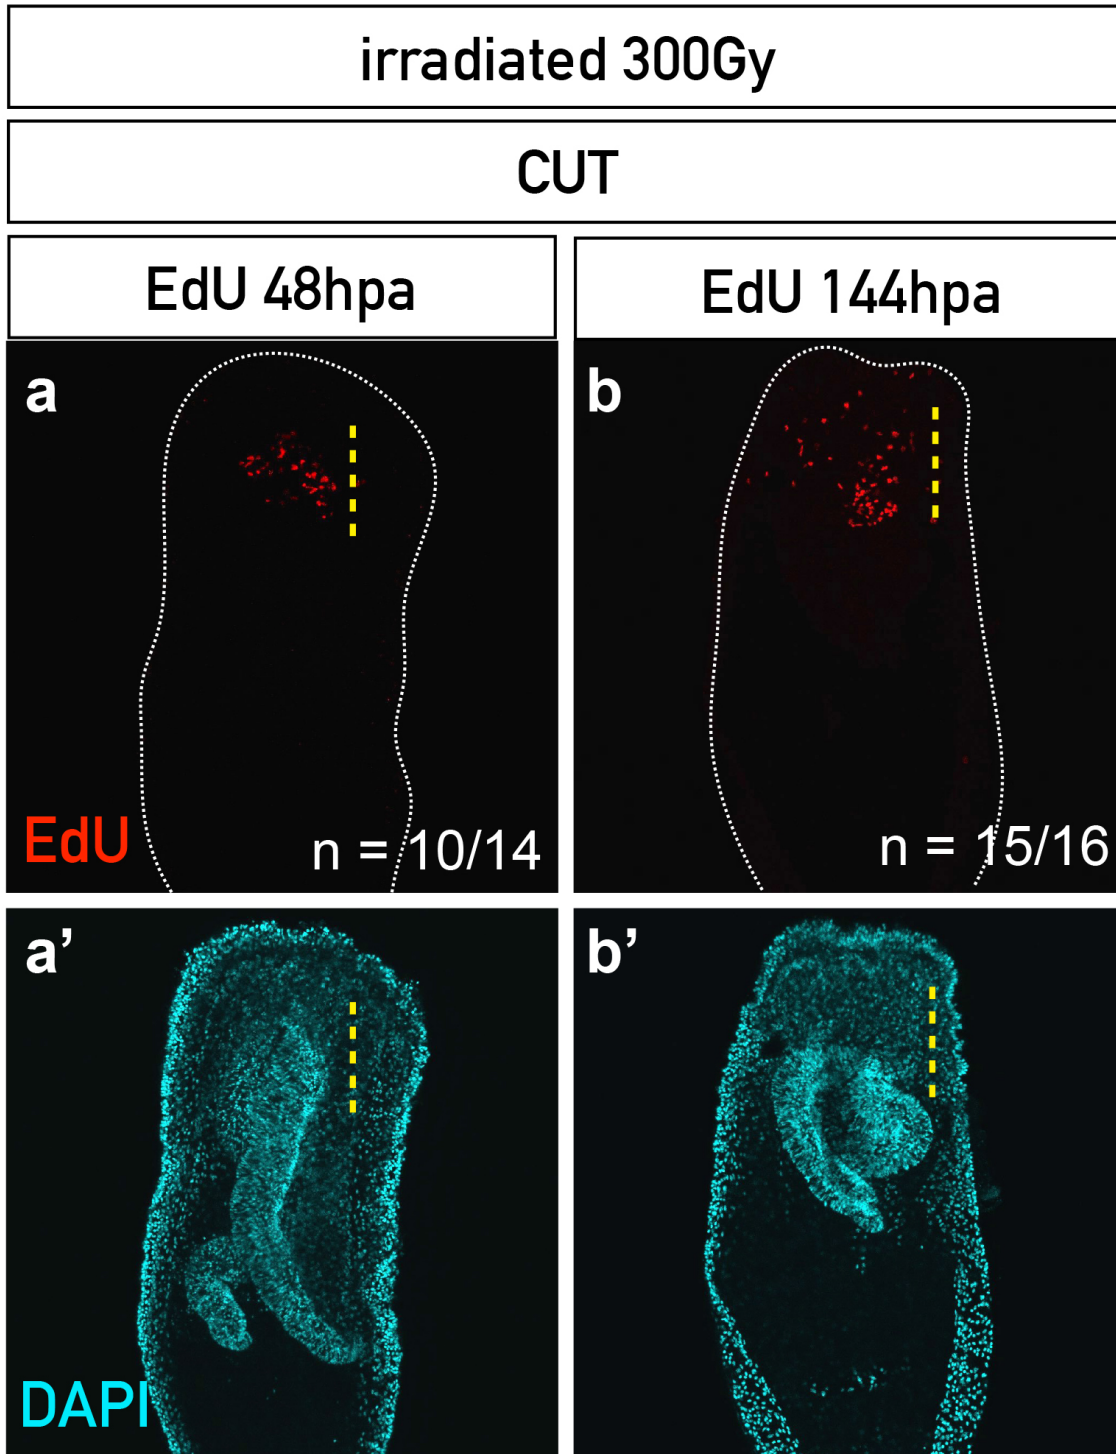 irradiated 300Gy
CUT
EdU 48hpa
EdU 144hpa
a
b
EdU
n = 10/14
n = 15/16
a’
b’
DAPI